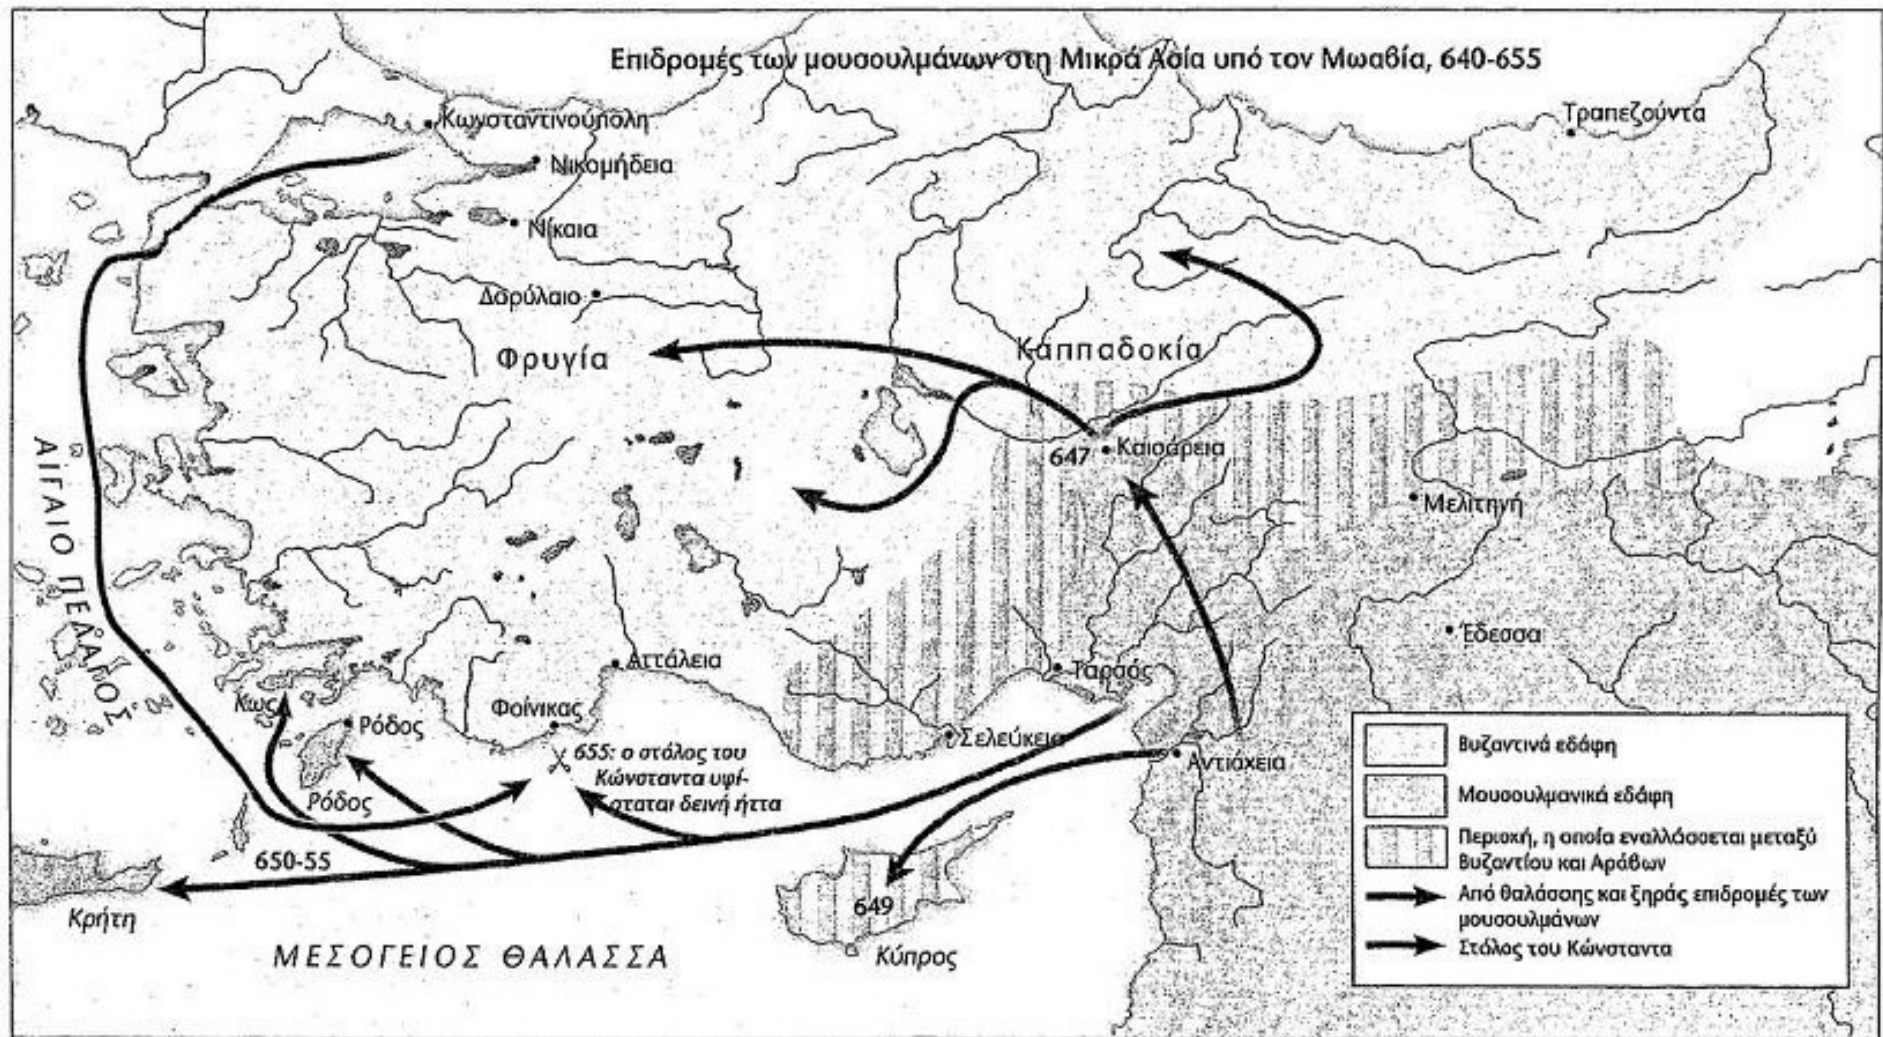 Επιδρομές των μουσουλμάνων στη Μικρά Ασία υπό τον Μωαβία, 640-655
Τραπεζούντα
Κωνσταντινούπολη
Νικομήδεια
Νίκαια
Δορύλαιο
Φρυγία
Καππαδοκία
647
Καισάρεια
Μελιτηνή
ΑΙΓΑΙΟ ΠΕΛΑΓΟΣ
Έδεσσα
Αττάλεια
Ταρσός
Κως
Ρόδος
Φοίνικας
Σελεύκεια
Αντιόχεια
Ρόδος
655: ο στόλος του
Κώνσταντα υφί-
σταται δεινή ήττα
650-55
649
Κρήτη
Κύπρος
ΜΕΣΟΓΕΙΟΣ ΘΑΛΑΣΣΑ
Βυζαντινά εδάφη
Μουσουλμανικά εδάφη
Περιοχή, η οποία εναλλάσσεται μεταξύ
Βυζαντίου και Αράβων
Από θαλάσσης και ξηράς επιδρομές των
μουσουλμάνων
Στόλος του Κώνσταντα